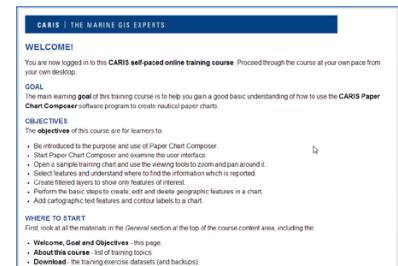 CARIS | THE MARINE GIS EXPERTS
WELCOME!
You are now logged in to this CARIS self-paced online training course. Proceed through the course at your own pace from
your own desktop.
GOAL
The main learning goal of this training course is to help you gain a good basic understanding of how to use the CARIS Paper
Chart Composer software program to create nautical paper charts.
OBJECTIVES
The objectives of this course are for learners to:
• Be introduced to the purpose and use of Paper Chart Composer.
• Start Paper Chart Composer and examine the user interface.
• Open a sample training chart and use the viewing tools to zoom and pan around it.
• Select features and understand where to find the information which is reported.
• Create filtered layers to show only features of interest.
• Perform the basic steps to create, edit and delete geographic features in a chart.
• Add cartographic text features and contour labels to a chart.
WHERE TO START
First, look at all the materials in the General section at the top of the course content area, including the:
• Welcome, Goal and Objectives - this page.
• About this course - list of training topics.
• Download - the training exercise datasets (and backups).